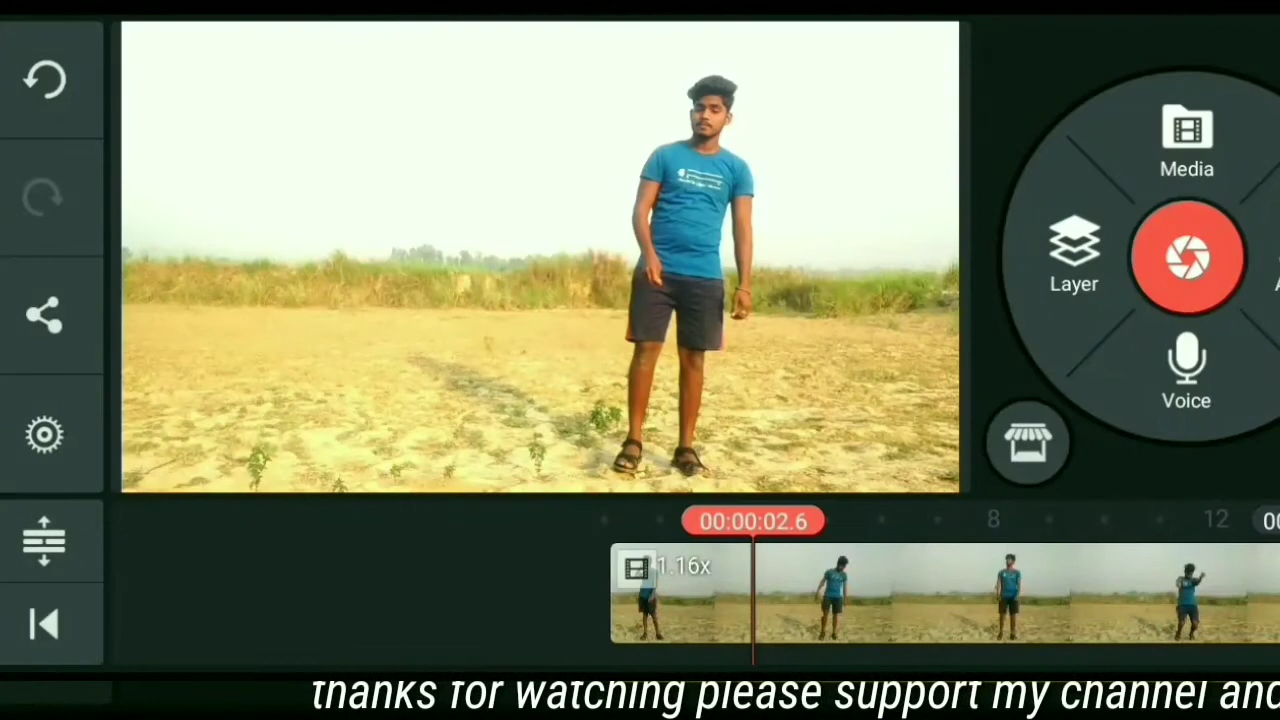 Media
Layer
Voice
00:00:02.6
8
12
00
1.16x
thanks for watching please support my channel and